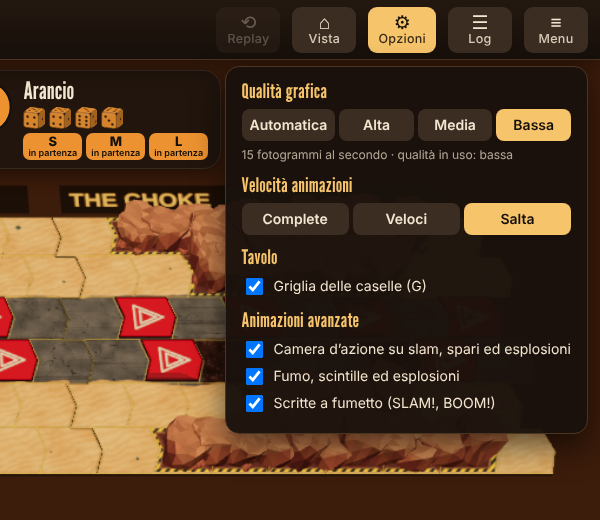 Replay
Vista
Opzioni
Log
Menu
Arancio
S
in partenza
M
in partenza
L
in partenza
THE CHOKE
Qualità grafica
Automatica
Alta
Media
Bassa
15 fotogrammi al secondo · qualità in uso: bassa
Velocità animazioni
Complete
Veloci
Salta
Tavolo
Griglia delle caselle (G)
Animazioni avanzate
Camera d’azione su slam, spari ed esplosioni
Fumo, scintille ed esplosioni
Scritte a fumetto (SLAM!, BOOM!)